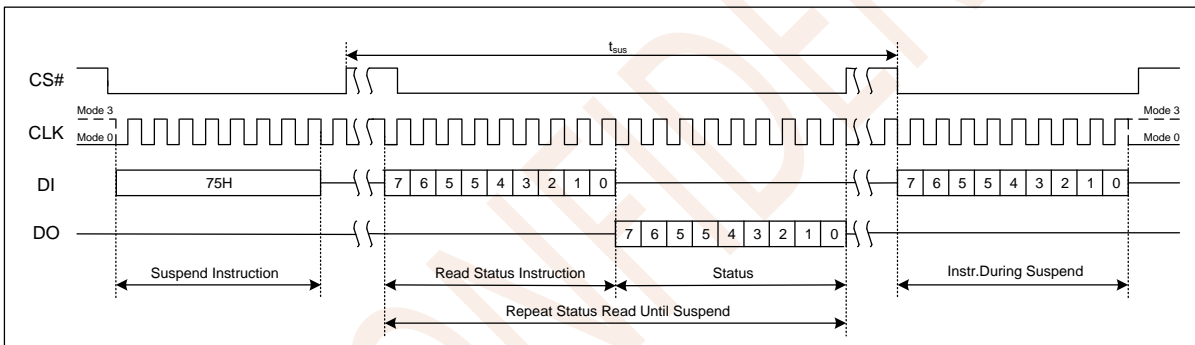 tsus
CS#
Mode 3
Mode 3
CLK
Mode 0
Mode 0
DI
75H
7 6 5 5 4 3 2 1 0
7 6 5 5 4 3 2 1 0
DO
7 6 5 5 4 3 2 1 0
Suspend Instruction
Read Status Instruction
Status
Instr.During Suspend
Repeat Status Read Until Suspend